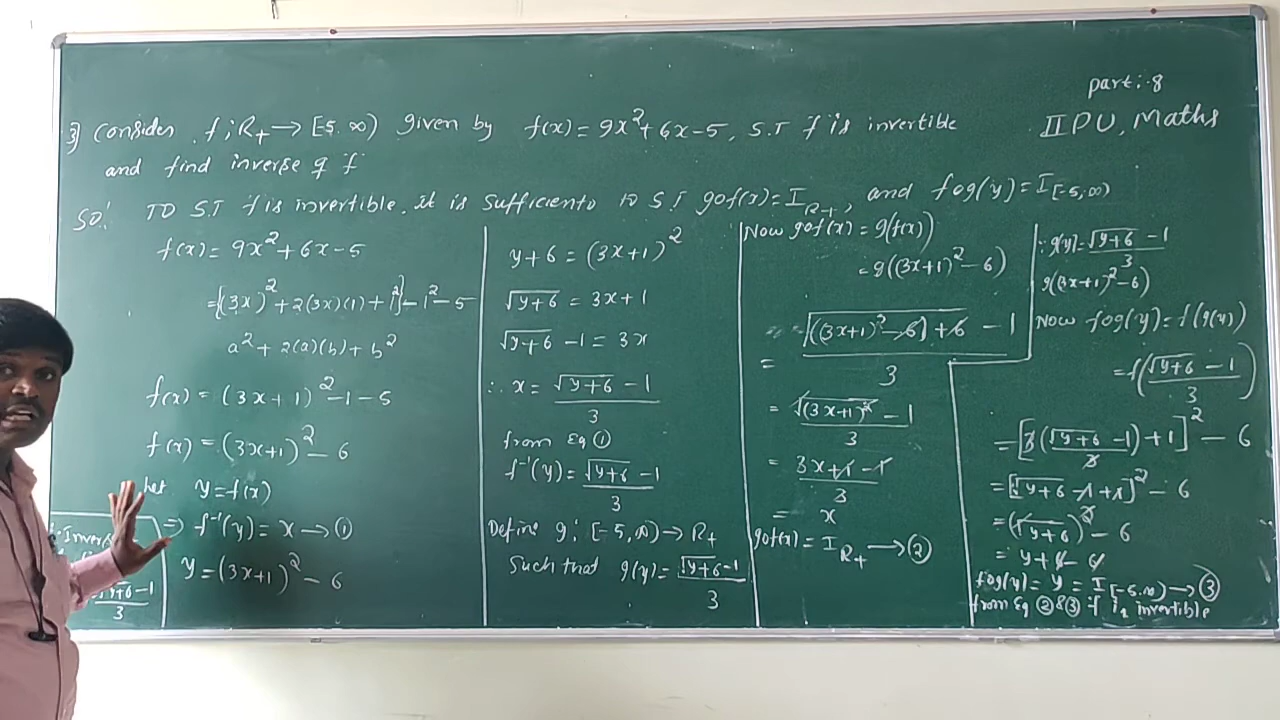 part:-8
II PU, Maths
3) Consider f: R₊ → [-5, ∞) given by f(x) = 9x² + 6x - 5, S.T f is invertible
and find inverse of f
Sol: TO S.T f is invertible, it is Sufficiento to S.T gof(x) = I_R₊, and fog(y) = I_[-5,∞)
f(x) = 9x² + 6x - 5
= {(3x)² + 2(3x)(1) + 1²} - 1² - 5
a² + 2(a)(b) + b²
f(x) = (3x+1)² - 1 - 5
f(x) = (3x+1)² - 6
let y = f(x)
⇒ f⁻¹(y) = x → ①
y = (3x+1)² - 6
Inverse
√(y+6) - 1 / 3
y + 6 = (3x+1)²
√(y+6) = 3x + 1
√(y+6) - 1 = 3x
∴ x = (√(y+6) - 1) / 3
from Eq ①
f⁻¹(y) = (√(y+6) - 1) / 3
Define g: [-5, ∞) → R₊
Such that g(y) = (√(y+6) - 1) / 3
Now gof(x) = g(f(x))
= g((3x+1)² - 6)
= (√([(3x+1)² - 6] + 6) - 1) / 3
= (√(3x+1)² - 1) / 3
= (3x + 1 - 1) / 3
= x
gof(x) = I_R₊ → ②
∵ g(y) = (√(y+6) - 1) / 3
g((3x+1)² - 6)
Now fog(y) = f(g(y))
= f((√(y+6) - 1) / 3)
= [3((√(y+6) - 1) / 3) + 1]² - 6
= [√(y+6) - 1 + 1]² - 6
= (√(y+6))² - 6
= y + 6 - 6
fog(y) = y = I_[-5,∞) → ③
from Eq ② & ③ f is invertible